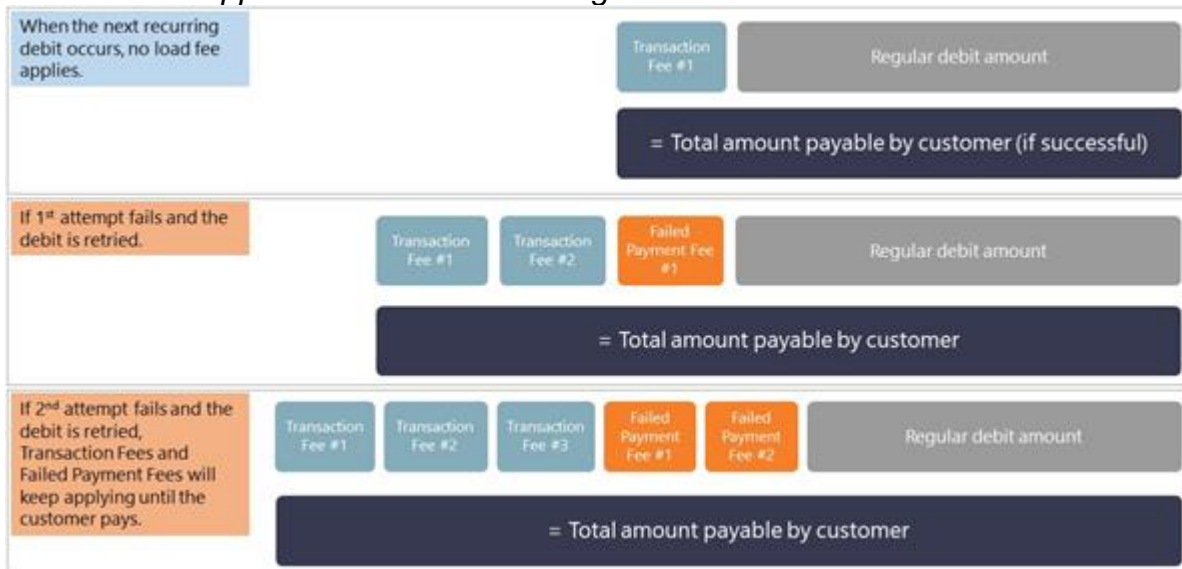 When the next recurring
debit occurs, no load fee
applies.
Transaction
Fee #1
Regular debit amount
= Total amount payable by customer (if successful)
If 1st attempt fails and the
debit is retried.
Transaction
Fee #1
Transaction
Fee #2
Failed
Payment Fee
#1
Regular debit amount
= Total amount payable by customer
If 2nd attempt fails and the
debit is retried,
Transaction Fees and
Failed Payment Fees will
keep applying until the
customer pays.
Transaction
Fee #1
Transaction
Fee #2
Transaction
Fee #3
Failed
Payment
Fee #1
Failed
Payment
Fee #2
Regular debit amount
= Total amount payable by customer